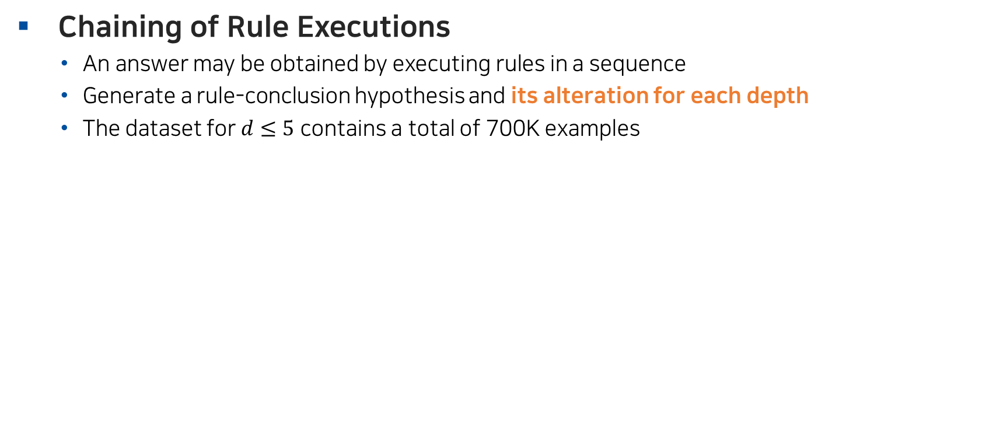 Chaining of Rule Executions
An answer may be obtained by executing rules in a sequence
Generate a rule-conclusion hypothesis and its alteration for each depth
The dataset for d ≤ 5 contains a total of 700K examples